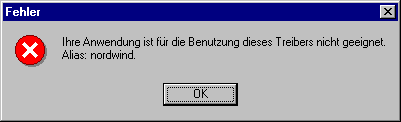 Fehler
Ihre Anwendung ist für die Benutzung dieses Treibers nicht geeignet.
Alias: nordwind.
OK